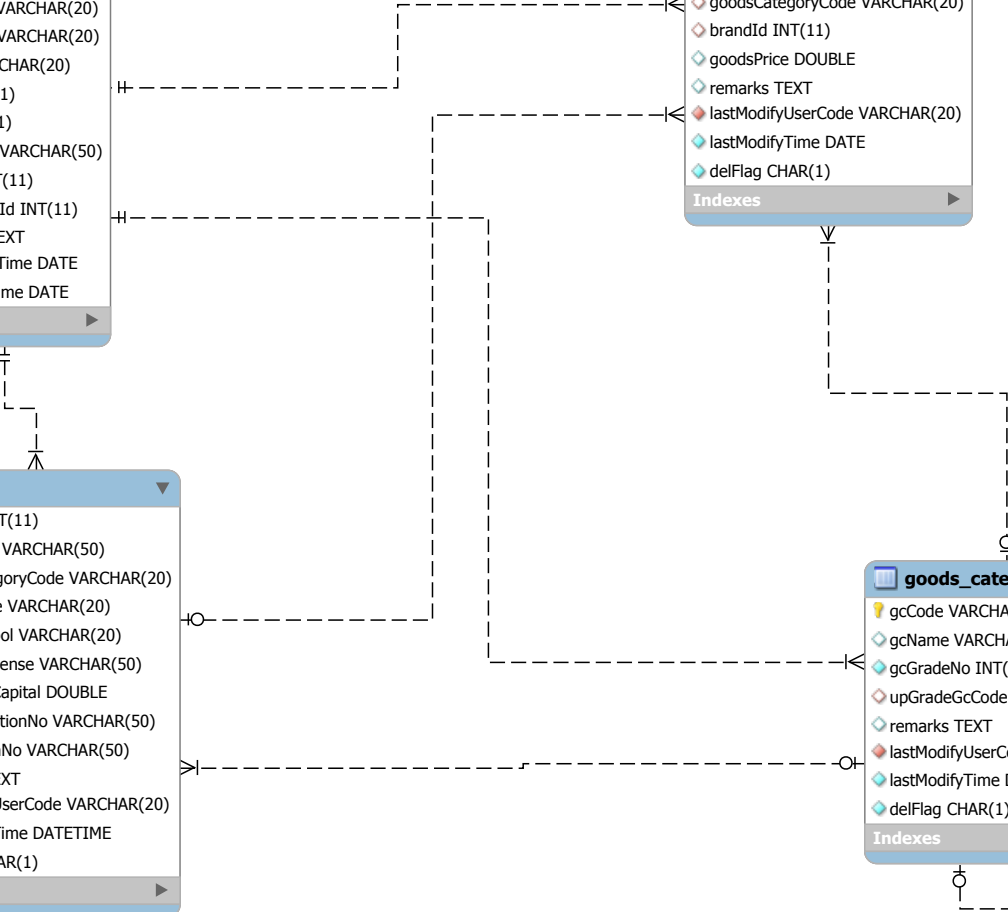 VARCHAR(20)
VARCHAR(20)
CHAR(20)
1)
1)
VARCHAR(50)
T(11)
Id INT(11)
EXT
Time DATE
me DATE
goodsCategoryCode VARCHAR(20)
brandId INT(11)
goodsPrice DOUBLE
remarks TEXT
lastModifyUserCode VARCHAR(20)
lastModifyTime DATE
delFlag CHAR(1)
Indexes
T(11)
VARCHAR(50)
goryCode VARCHAR(20)
e VARCHAR(20)
ol VARCHAR(20)
ense VARCHAR(50)
Capital DOUBLE
tionNo VARCHAR(50)
nNo VARCHAR(50)
XT
UserCode VARCHAR(20)
Time DATETIME
AR(1)
goods_cate
gcCode VARCHA
gcName VARCHA
gcGradeNo INT(
upGradeGcCode
remarks TEXT
lastModifyUserC
lastModifyTime D
delFlag CHAR(1)
Indexes